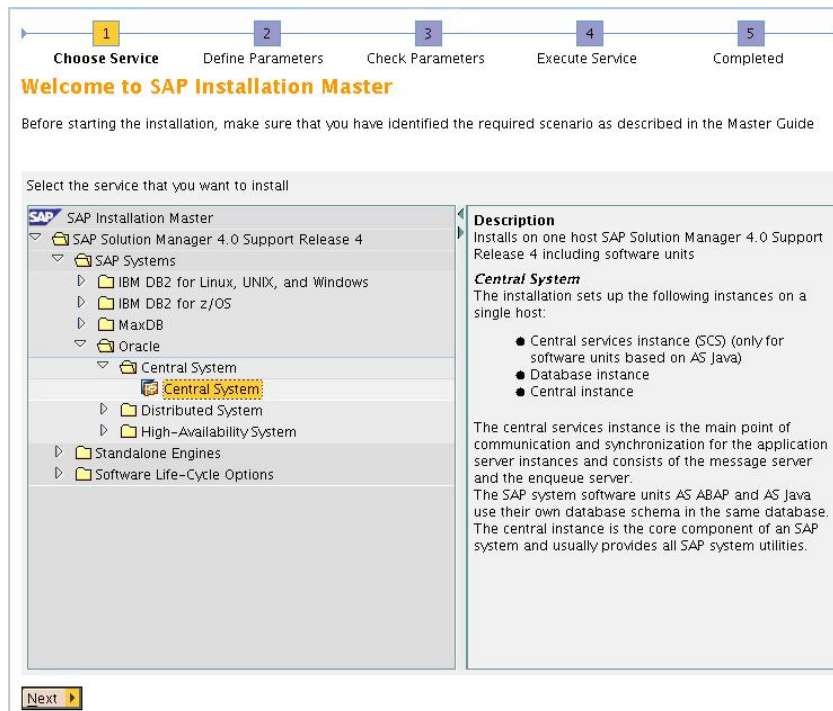 1 2 3 4 5
Choose Service Define Parameters Check Parameters Execute Service Completed
Welcome to SAP Installation Master
Before starting the installation, make sure that you have identified the required scenario as described in the Master Guide
Select the service that you want to install
SAP SAP Installation Master
SAP Solution Manager 4.0 Support Release 4
SAP Systems
IBM DB2 for Linux, UNIX, and Windows
IBM DB2 for z/OS
MaxDB
Oracle
Central System
Central System
Distributed System
High-Availability System
Standalone Engines
Software Life-Cycle Options
Description
Installs on one host SAP Solution Manager 4.0 Support
Release 4 including software units
Central System
The installation sets up the following instances on a
single host:
● Central services instance (SCS) (only for
software units based on AS Java)
● Database instance
● Central instance
The central services instance is the main point of
communication and synchronization for the application
server instances and consists of the message server
and the enqueue server.
The SAP system software units AS ABAP and AS Java
use their own database schema in the same database.
The central instance is the core component of an SAP
system and usually provides all SAP system utilities.
Next